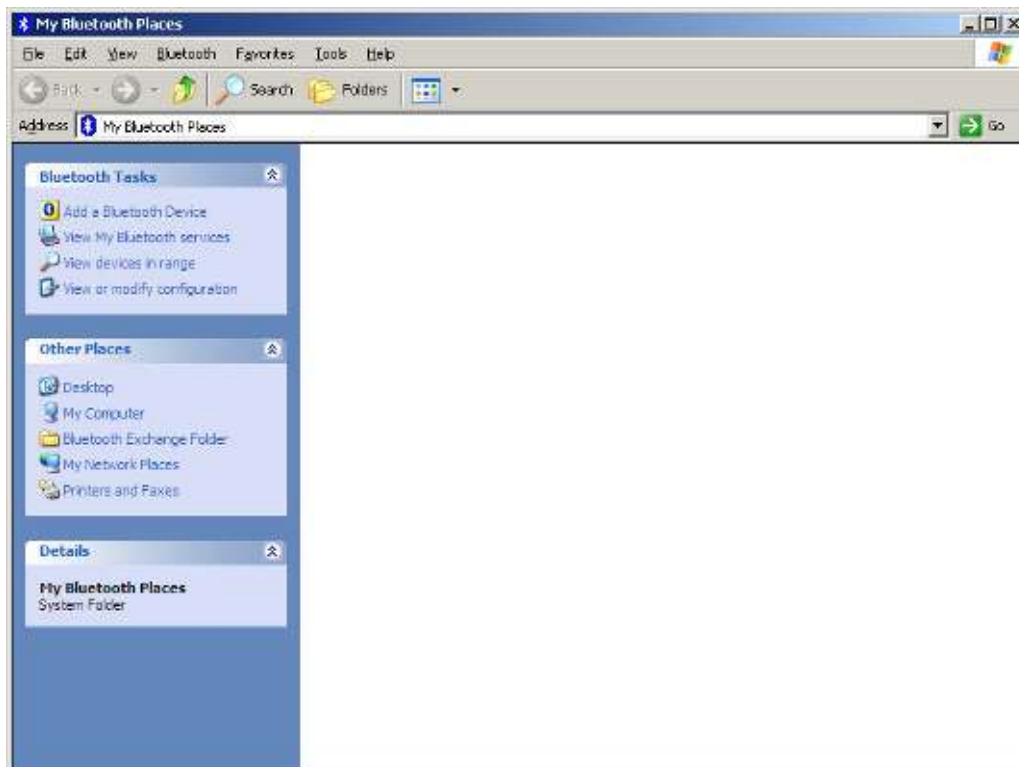 My Bluetooth Places
File Edit View Bluetooth Favorites Tools Help
Back Search Folders
Address My Bluetooth Places Go
Bluetooth Tasks
Add a Bluetooth Device
View My Bluetooth services
View devices in range
View or modify configuration
Other Places
Desktop
My Computer
Bluetooth Exchange Folder
My Network Places
Printers and Faxes
Details
My Bluetooth Places
System Folder